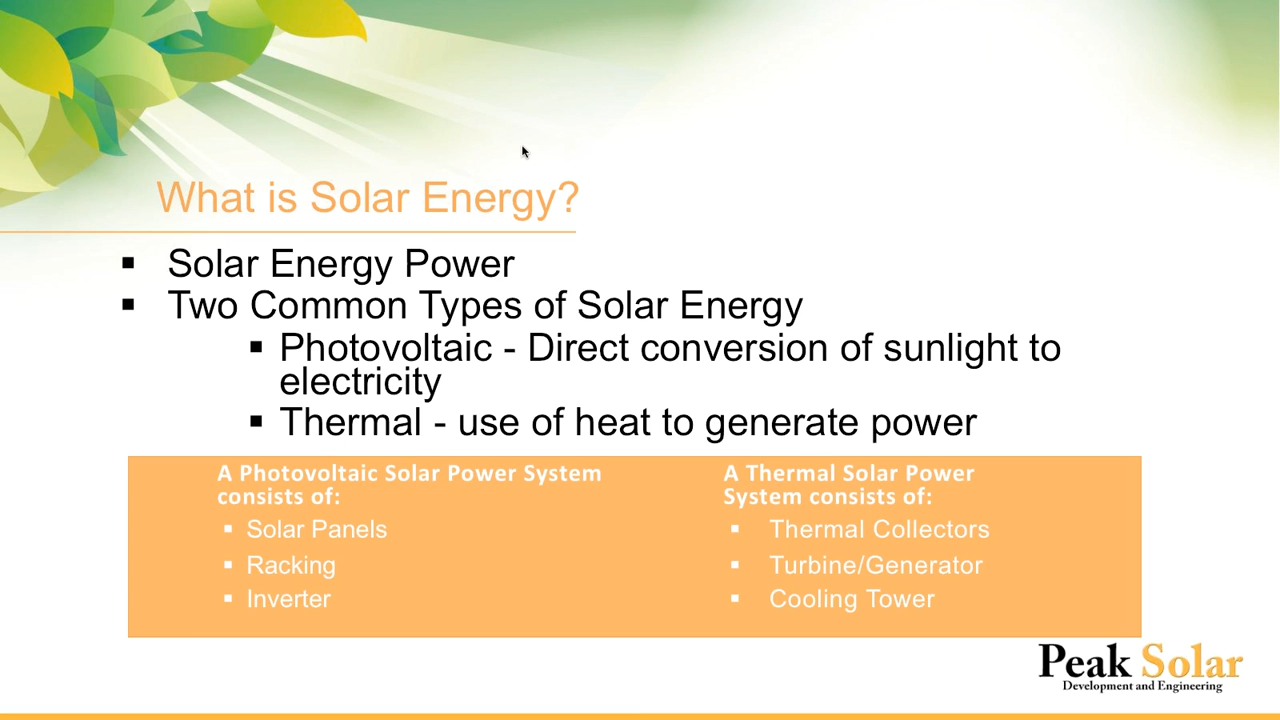 What is Solar Energy?
▪ Solar Energy Power
▪ Two Common Types of Solar Energy
▪ Photovoltaic - Direct conversion of sunlight to
electricity
▪ Thermal - use of heat to generate power
A Photovoltaic Solar Power System
consists of:
▪ Solar Panels
▪ Racking
▪ Inverter
A Thermal Solar Power
System consists of:
▪ Thermal Collectors
▪ Turbine/Generator
▪ Cooling Tower
Peak Solar
Development and Engineering